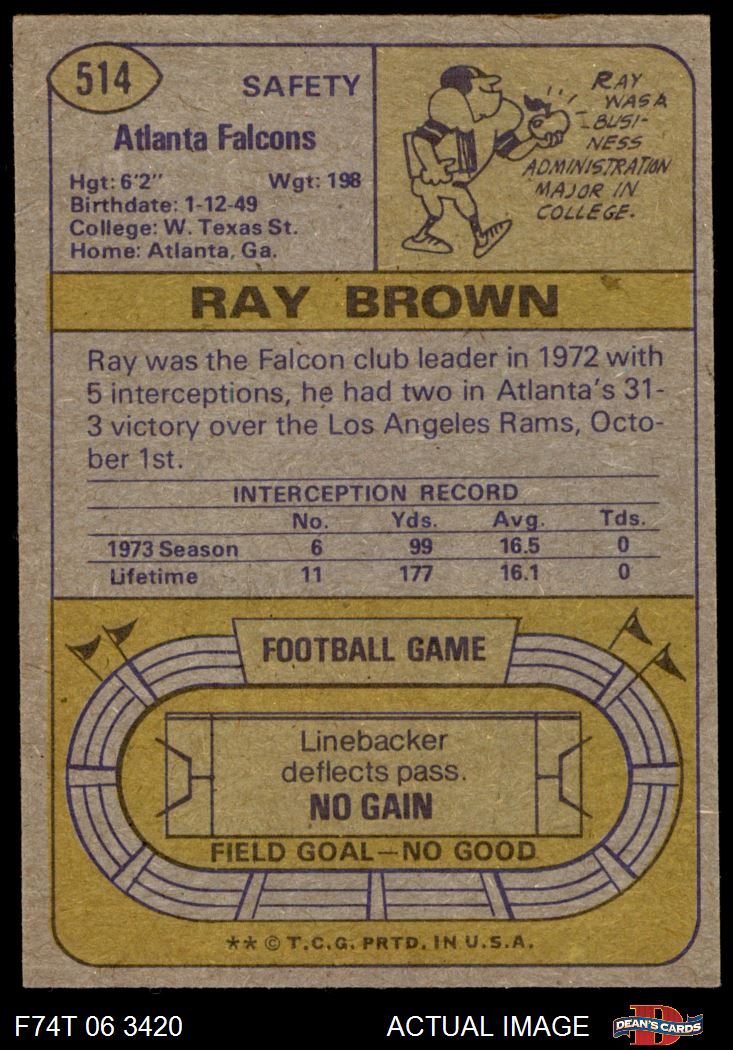 514
SAFETY
Atlanta Falcons
Hgt: 6'2" Wgt: 198
Birthdate: 1-12-49
College: W. Texas St.
Home: Atlanta, Ga.
RAY
WAS A
BUSI-
NESS
ADMINISTRATION
MAJOR IN
COLLEGE.
RAY BROWN
Ray was the Falcon club leader in 1972 with
5 interceptions, he had two in Atlanta's 31-
3 victory over the Los Angeles Rams, Octo-
ber 1st.
INTERCEPTION RECORD
No. Yds. Avg. Tds.
1973 Season 6 99 16.5 0
Lifetime 11 177 16.1 0
FOOTBALL GAME
Linebacker
deflects pass.
NO GAIN
FIELD GOAL—NO GOOD
** © T.C.G. PRTD. IN U.S.A.
F74T 06 3420 ACTUAL IMAGE D DEAN'S CARDS